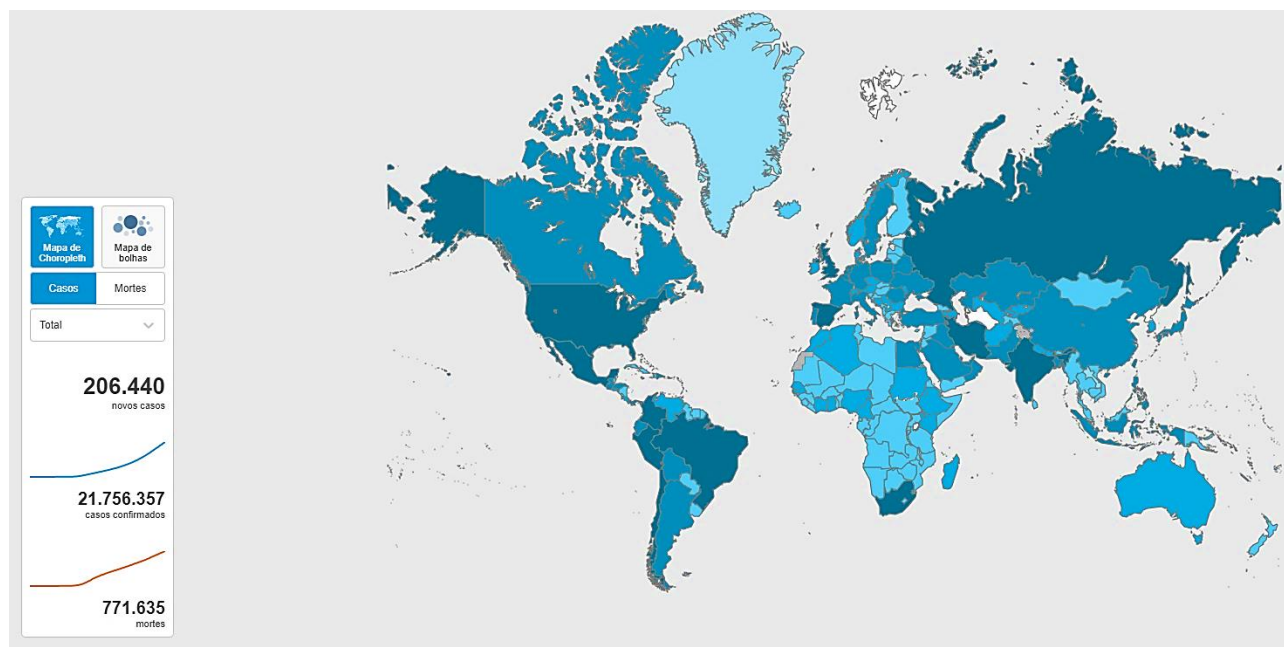 Mapa de
Choropleth
Mapa de
bolhas
Casos
Mortes
Total
206.440
novos casos
21.756.357
casos confirmados
771.635
mortes